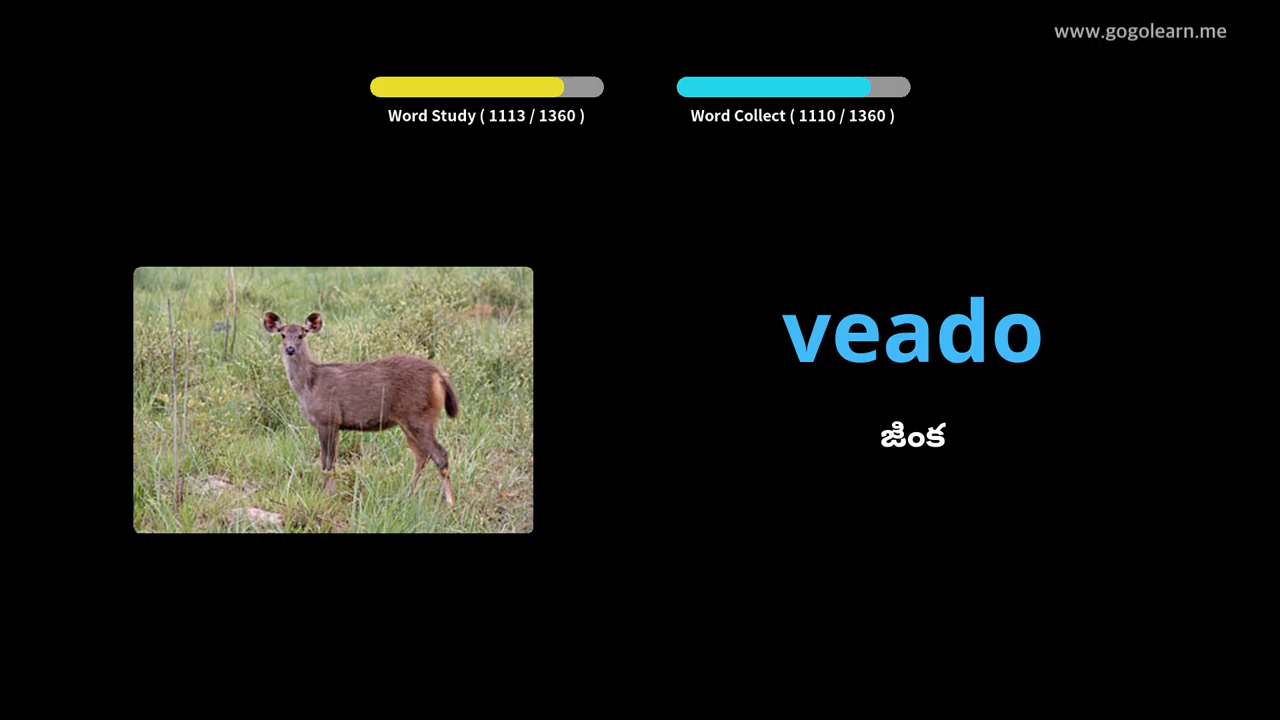 www.gogolearn.me
Word Study ( 1113 / 1360 )
Word Collect ( 1110 / 1360 )
veado
జింక